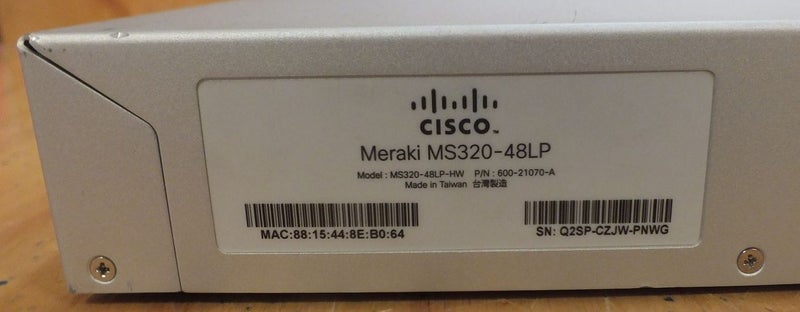 CISCO™
Meraki MS320-48LP
Model : MS320-48LP-HW P/N : 600-21070-A
Made in Taiwan 台灣製造
MAC:88:15:44:8E:B0:64
SN: Q2SP-CZJW-PNWG